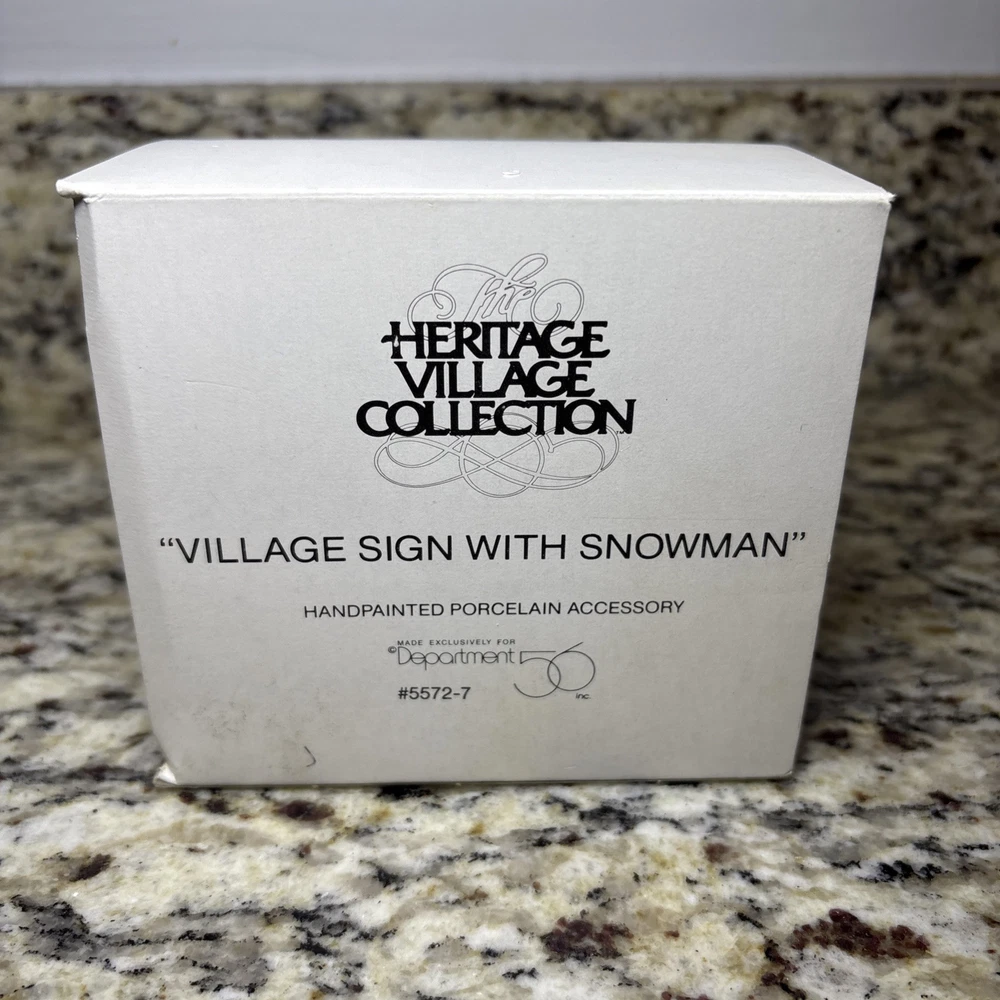 The
HERITAGE
VILLAGE
COLLECTION
“VILLAGE SIGN WITH SNOWMAN”
HANDPAINTED PORCELAIN ACCESSORY
MADE EXCLUSIVELY FOR
©Department 56 inc.
#5572-7